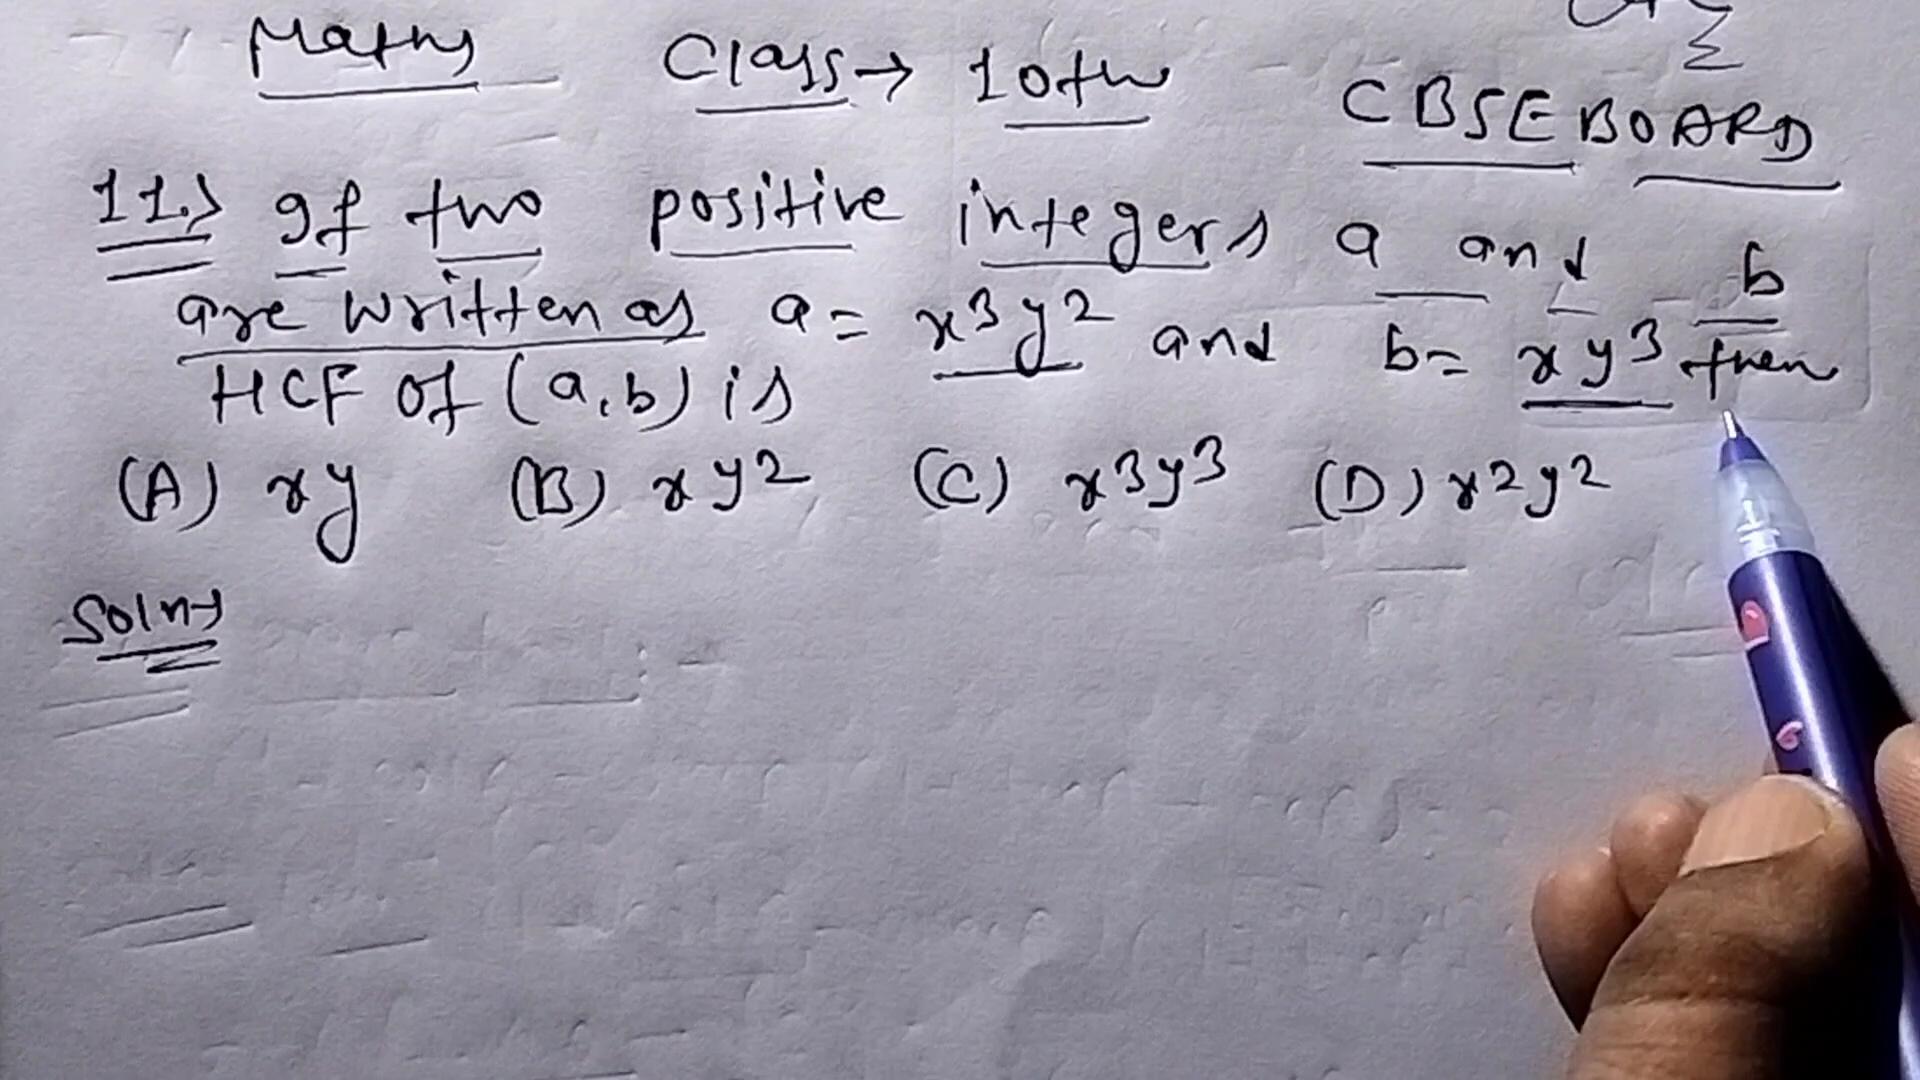 Maths Class → 10th CBSE BOARD
11.) If two positive integers a and b
are written as a = x3y2 and b = xy3 then
HCF of (a,b) is
(A) xy (B) xy2 (C) x3y3 (D) x2y2
Soln→